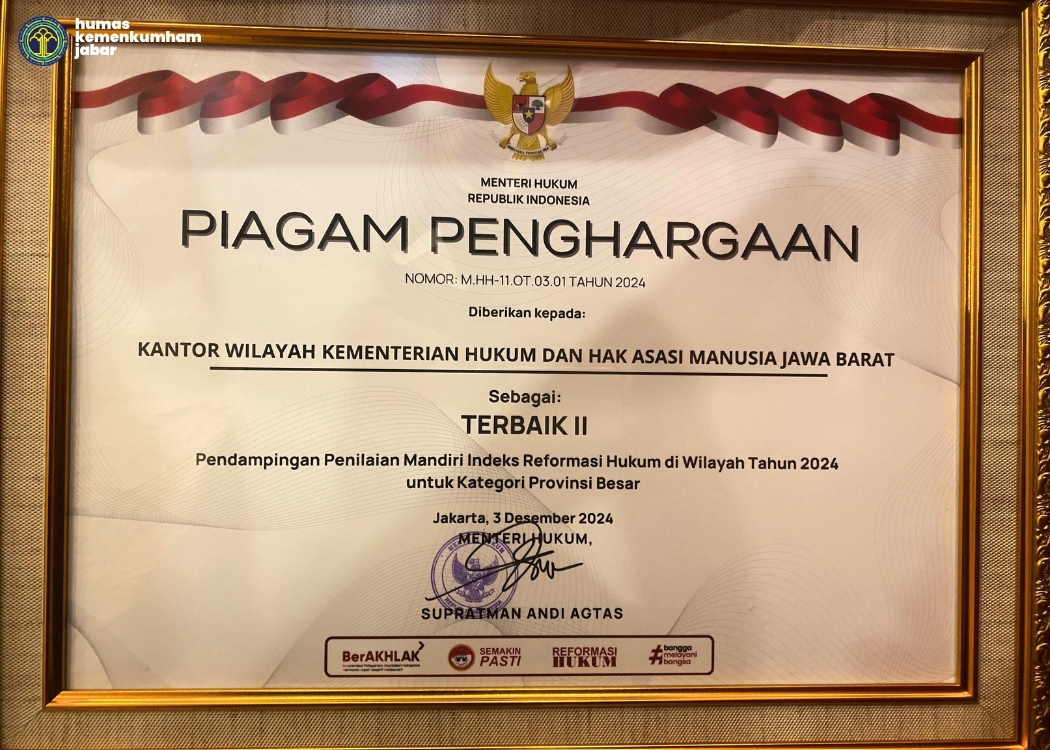 humas
kemenkumham
jabar
MENTERI HUKUM
REPUBLIK INDONESIA
PIAGAM PENGHARGAAN
NOMOR: M.HH-11.OT.03.01 TAHUN 2024
Diberikan kepada:
KANTOR WILAYAH KEMENTERIAN HUKUM DAN HAK ASASI MANUSIA JAWA BARAT
Sebagai:
TERBAIK II
Pendampingan Penilaian Mandiri Indeks Reformasi Hukum di Wilayah Tahun 2024
untuk Kategori Provinsi Besar
Jakarta, 3 Desember 2024
MENTERI HUKUM,
SUPRATMAN ANDI AGTAS
BerAKHLAK
SEMAKIN
PASTI
REFORMASI
HUKUM
#bangga
melayani
bangsa